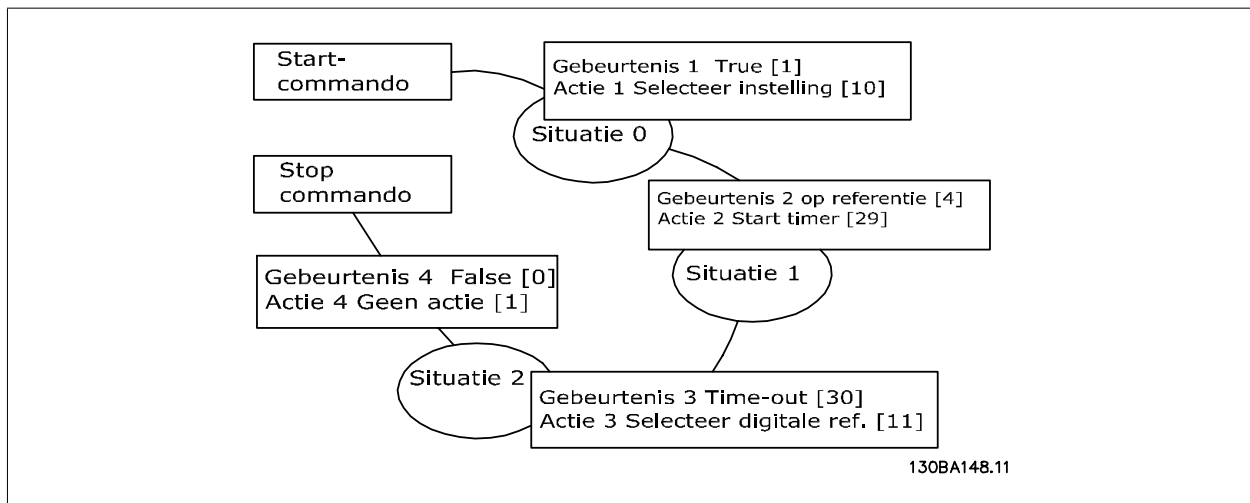 Start-
commando
Gebeurtenis 1 True [1]
Actie 1 Selecteer instelling [10]
Situatie 0
Stop
commando
Gebeurtenis 2 op referentie [4]
Actie 2 Start timer [29]
Situatie 1
Gebeurtenis 4 False [0]
Actie 4 Geen actie [1]
Situatie 2
Gebeurtenis 3 Time-out [30]
Actie 3 Selecteer digitale ref. [11]
130BA148.11